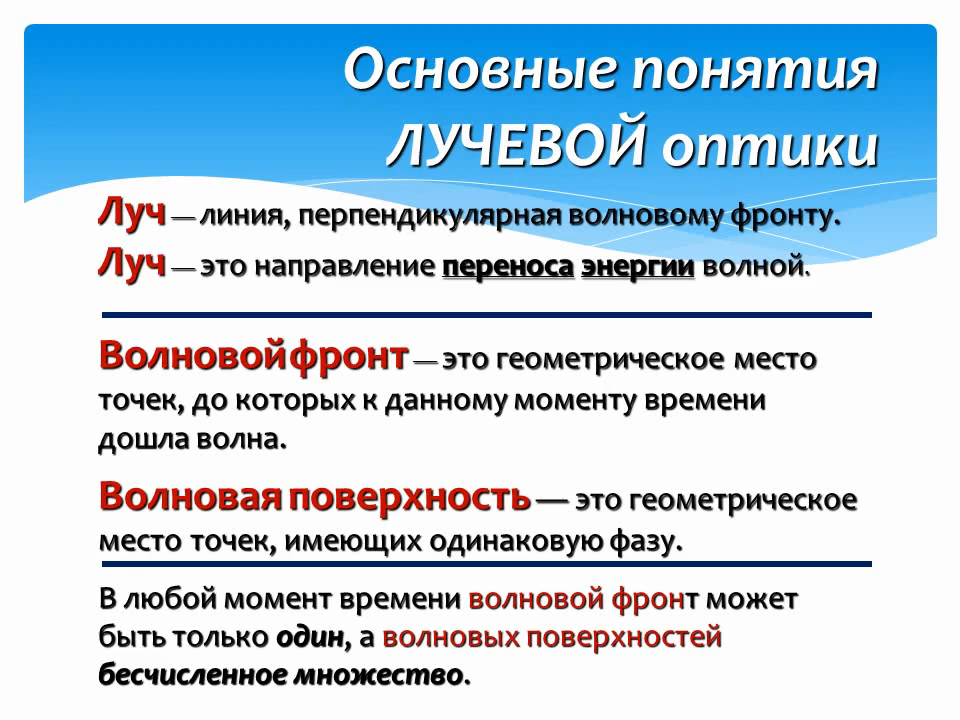 Основные понятия
ЛУЧЕВОЙ оптики
Луч — линия, перпендикулярная волновому фронту.
Луч — это направление переноса энергии волной.
Волновой фронт — это геометрическое место
точек, до которых к данному моменту времени
дошла волна.
Волновая поверхность — это геометрическое
место точек, имеющих одинаковую фазу.
В любой момент времени волновой фронт может
быть только один, а волновых поверхностей
бесчисленное множество.